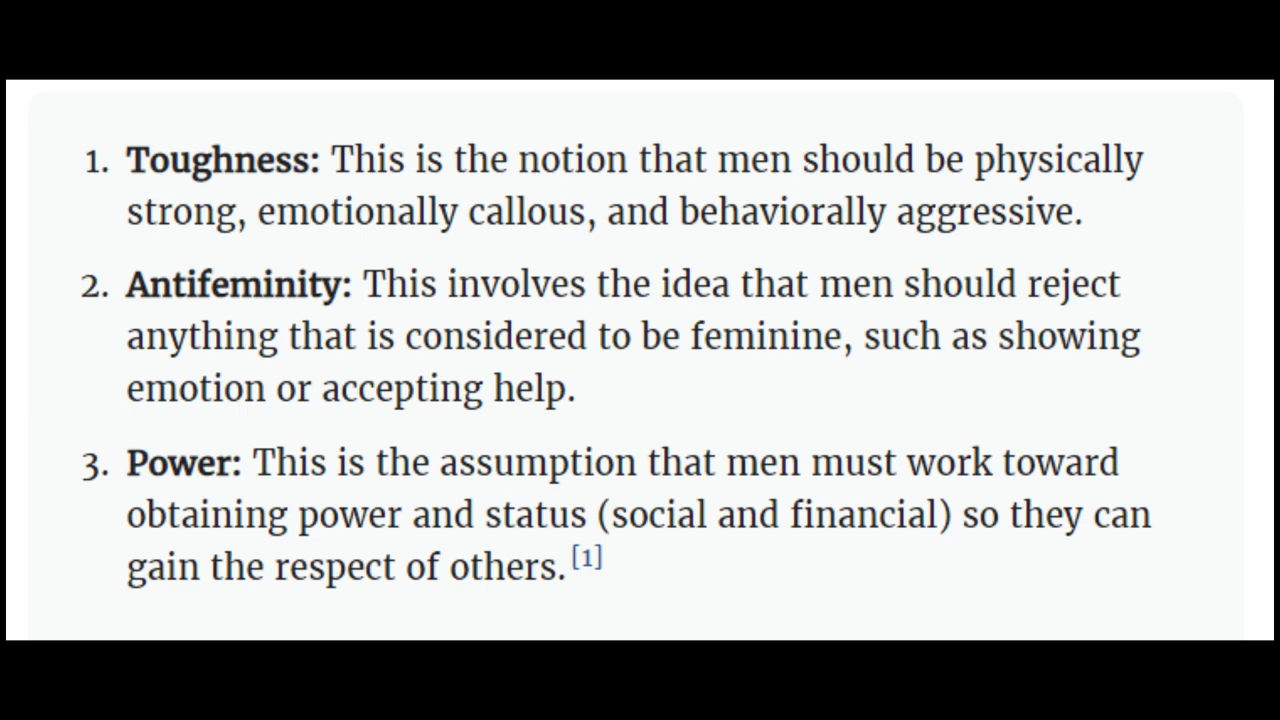 1. Toughness: This is the notion that men should be physically
strong, emotionally callous, and behaviorally aggressive.
2. Antifeminity: This involves the idea that men should reject
anything that is considered to be feminine, such as showing
emotion or accepting help.
3. Power: This is the assumption that men must work toward
obtaining power and status (social and financial) so they can
gain the respect of others. [1]